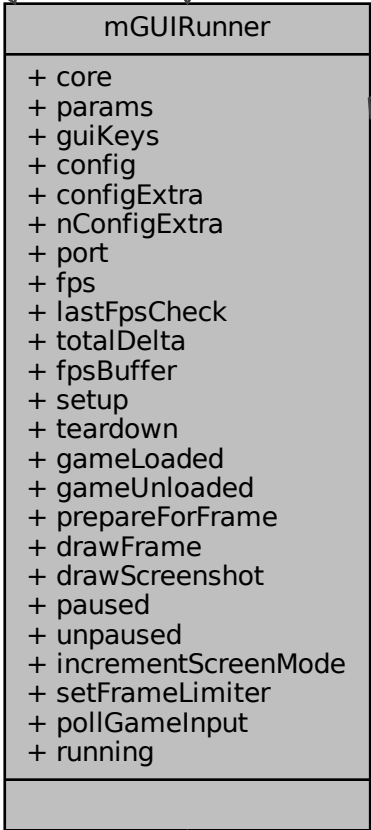 mGUIRunner
+ core
+ params
+ guiKeys
+ config
+ configExtra
+ nConfigExtra
+ port
+ fps
+ lastFpsCheck
+ totalDelta
+ fpsBuffer
+ setup
+ teardown
+ gameLoaded
+ gameUnloaded
+ prepareForFrame
+ drawFrame
+ drawScreenshot
+ paused
+ unpaused
+ incrementScreenMode
+ setFrameLimiter
+ pollGameInput
+ running